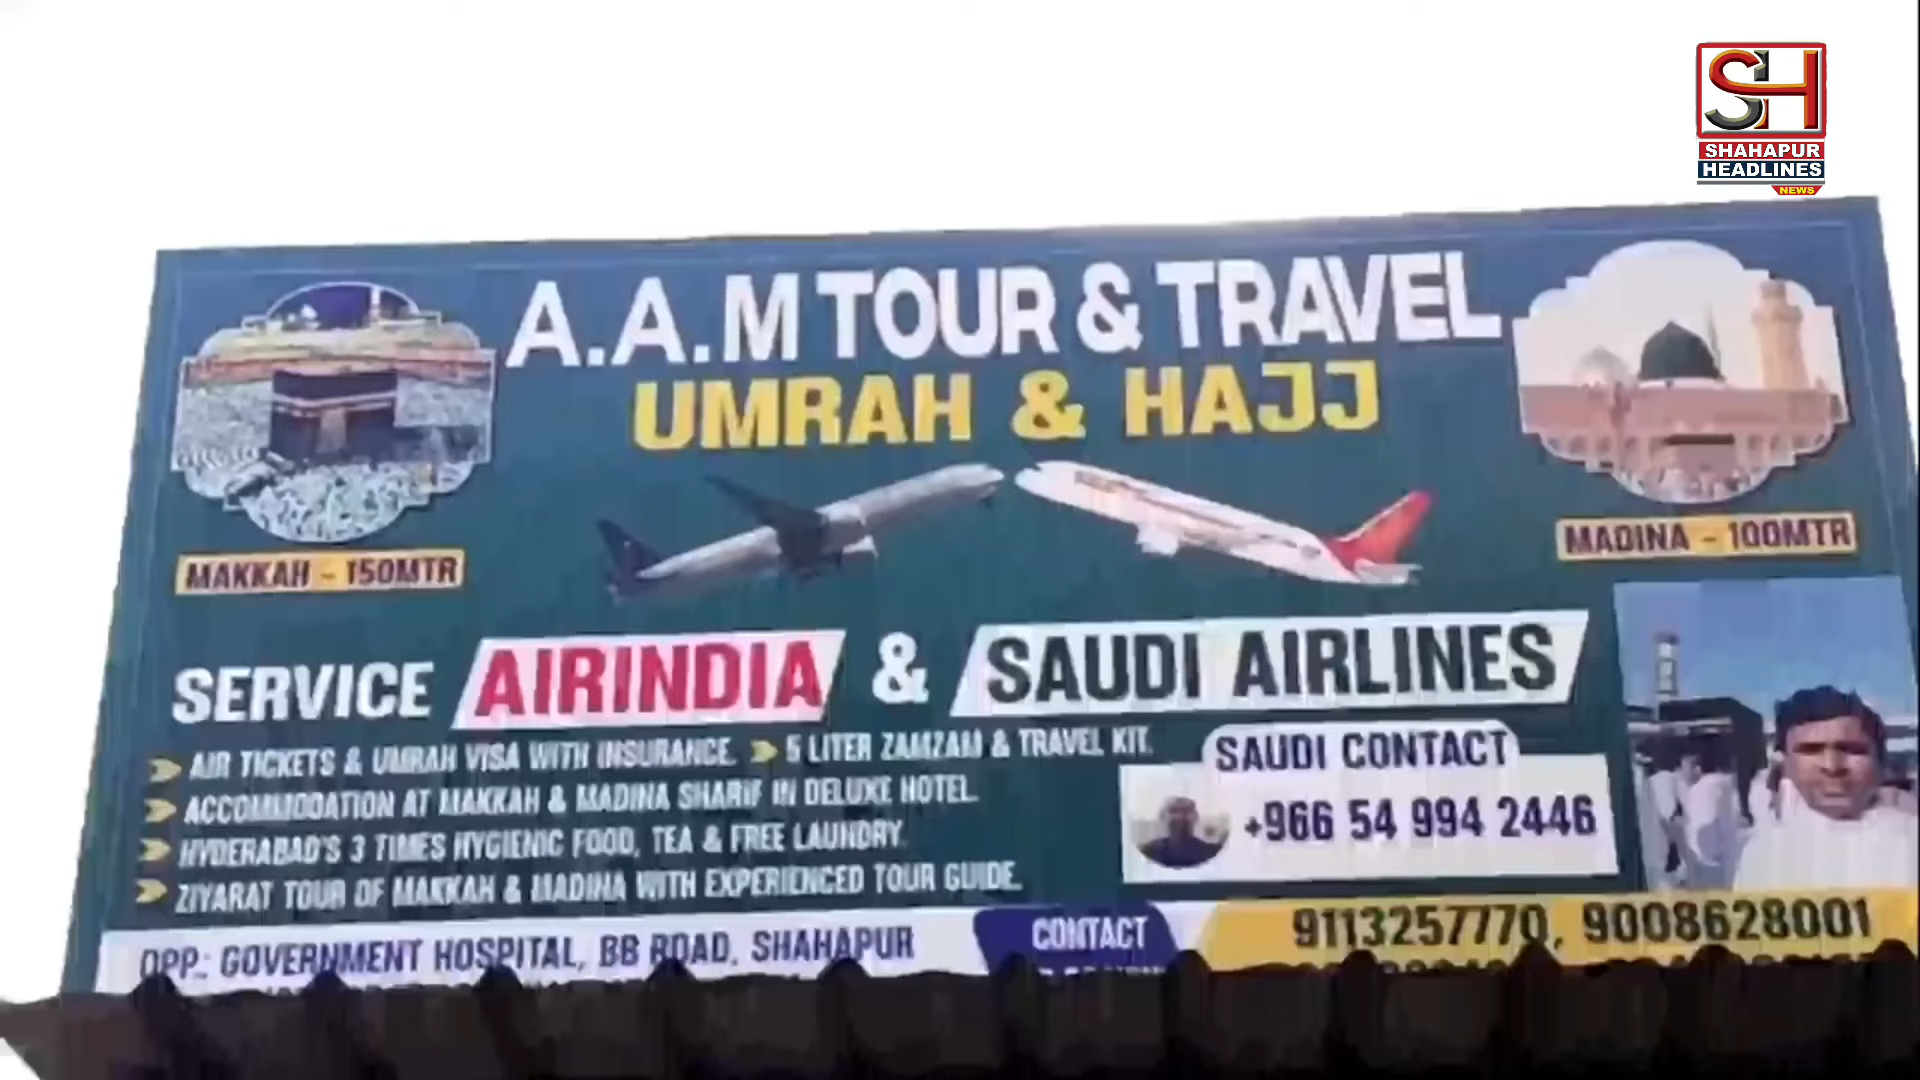 SH
SHAHAPUR
HEADLINES
NEWS
A.A.M TOUR & TRAVEL
UMRAH & HAJJ
MAKKAH - 150MTR
MADINA - 100MTR
SERVICE AIRINDIA & SAUDI AIRLINES
AIR TICKETS & UMRAH VISA WITH INSURANCE. 5 LITER ZAMZAM & TRAVEL KIT.
ACCOMMODATION AT MAKKAH & MADINA SHARIF IN DELUXE HOTEL.
HYDERABAD'S 3 TIMES HYGIENIC FOOD, TEA & FREE LAUNDRY.
ZIYARAT TOUR OF MAKKAH & MADINA WITH EXPERIENCED TOUR GUIDE.
SAUDI CONTACT
+966 54 994 2446
OPP.: GOVERNMENT HOSPITAL, BB ROAD, SHAHAPUR
CONTACT
9113257770, 9008628001